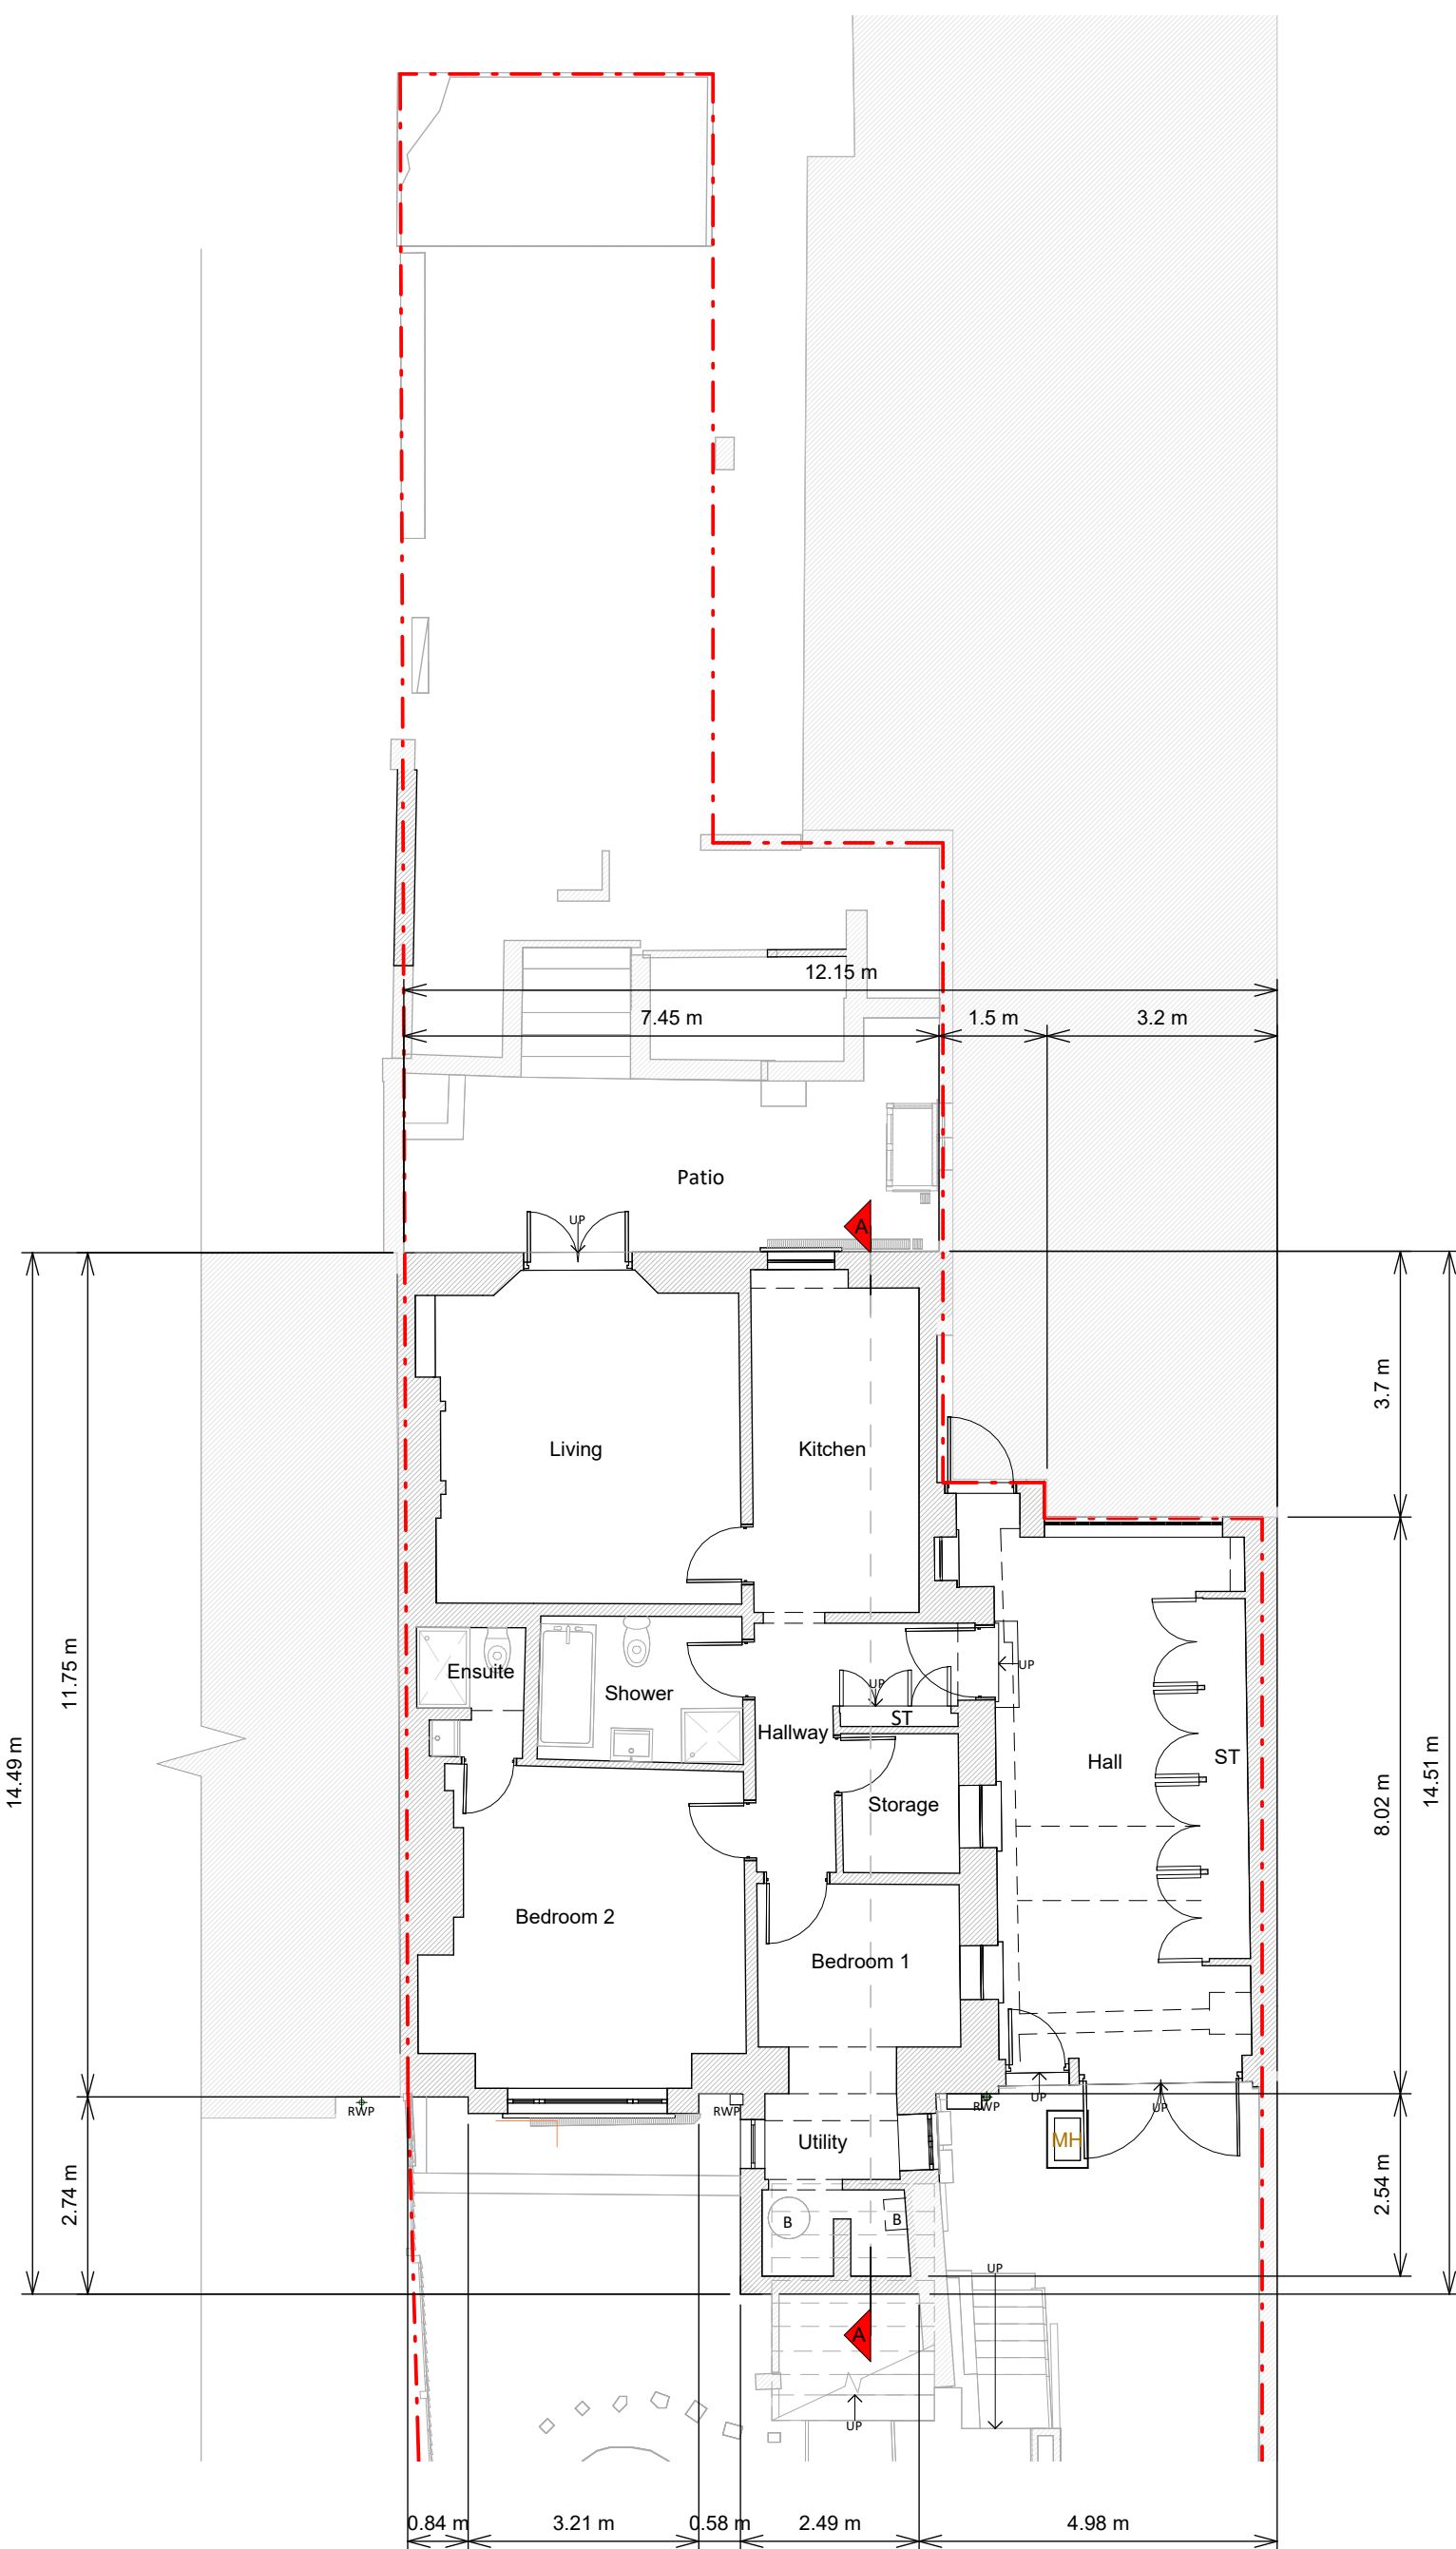 12.15 m
7.45 m
1.5 m
3.2 m
Patio
UP
A
3.7 m
Living
Kitchen
Ensuite
Shower
UP
UP
ST
Hallway
Hall
ST
Storage
11.75 m
14.49 m
8.02 m
14.51 m
Bedroom 2
Bedroom 1
RWP
RWP
RWP
UP
UP
Utility
MH
2.74 m
2.54 m
B
B
UP
A
UP
0.84 m
3.21 m
0.58 m
2.49 m
4.98 m